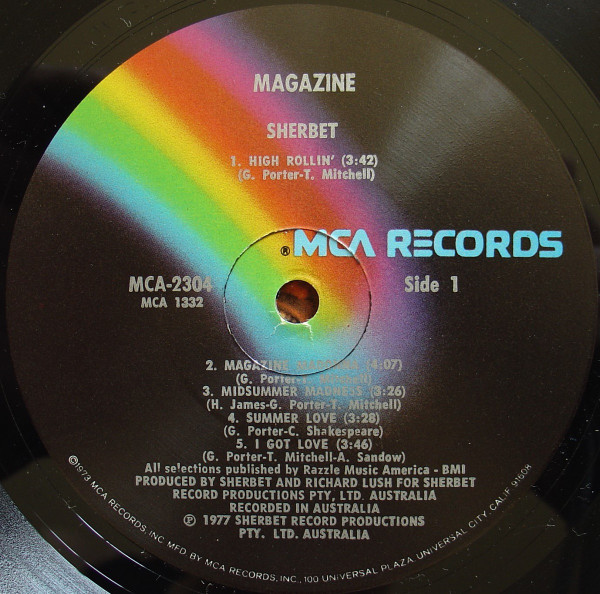 MAGAZINE
SHERBET
1. HIGH ROLLIN' (3:42)
(G. Porter-T. Mitchell)
® MCA RECORDS
MCA-2304
MCA 1332
Side 1
2. MAGAZINE MADONNA (4:07)
(G. Porter-T. Mitchell)
3. MIDSUMMER MADNESS (3:26)
(H. James-G. Porter-T. Mitchell)
4. SUMMER LOVE (3:28)
(G. Porter-C. Shakespeare)
5. I GOT LOVE (3:46)
(G. Porter-T. Mitchell-A. Sandow)
All selections published by Razzle Music America - BMI
PRODUCED BY SHERBET AND RICHARD LUSH FOR SHERBET
RECORD PRODUCTIONS PTY, LTD. AUSTRALIA
RECORDED IN AUSTRALIA
℗ 1977 SHERBET RECORD PRODUCTIONS
PTY. LTD. AUSTRALIA
©1973 MCA RECORDS, INC. MFD BY MCA RECORDS, INC., 100 UNIVERSAL PLAZA, UNIVERSAL CITY, CALIF. 91608